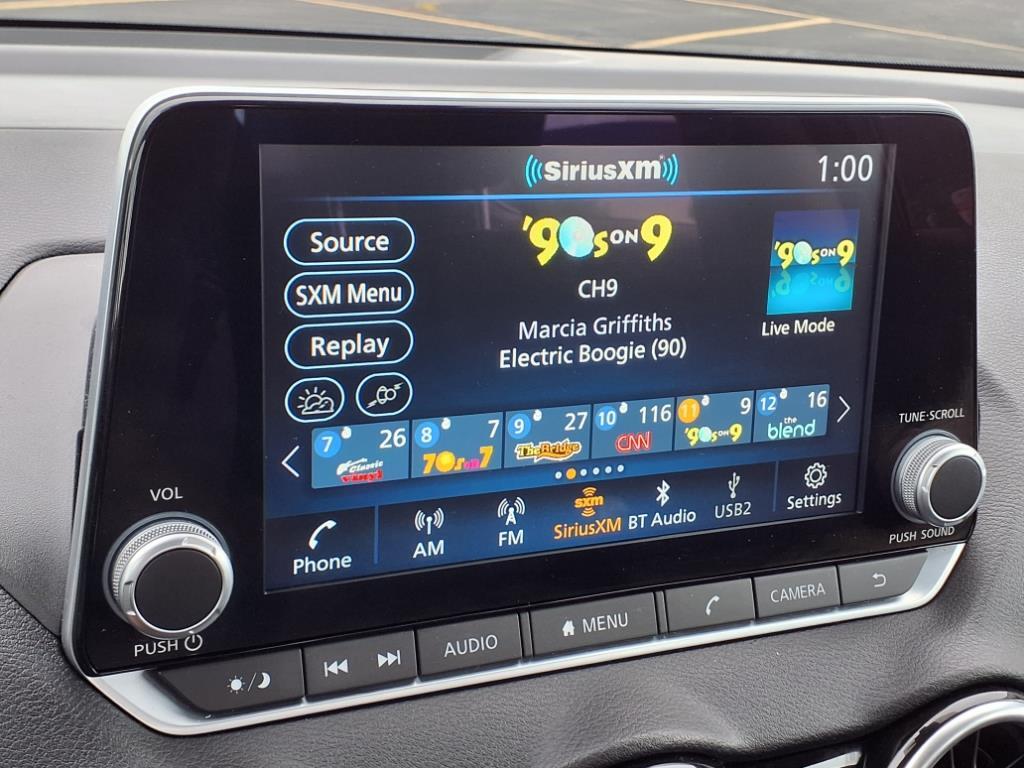 SiriusXM
1:00
Source
SXM Menu
Replay
'90s ON 9
CH9
Marcia Griffiths
Electric Boogie (90)
'90s ON 9
Live Mode
7 26
Classic
vinyl
8 7
70s on 7
9 27
The Bridge
10 116
CNN
11 9
'90s ON 9
12 16
the
blend
Phone
AM
FM
sxm
SiriusXM
BT Audio
USB2
Settings
VOL
PUSH
TUNE·SCROLL
PUSH SOUND
AUDIO
MENU
CAMERA